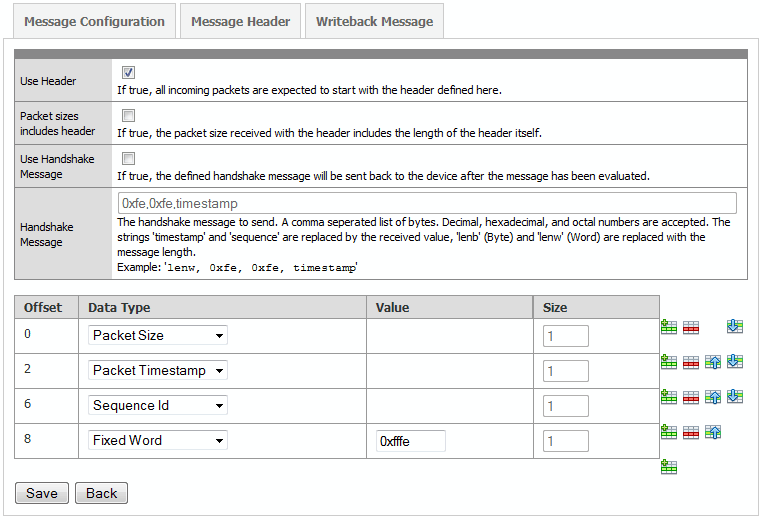 Message Configuration Message Header Writeback Message
Use Header
If true, all incoming packets are expected to start with the header defined here.
Packet sizes
includes header
If true, the packet size received with the header includes the length of the header itself.
Use Handshake
Message
If true, the defined handshake message will be sent back to the device after the message has been evaluated.
Handshake
Message
0xfe,0xfe,timestamp
The handshake message to send. A comma seperated list of bytes. Decimal, hexadecimal, and octal numbers are accepted. The
strings 'timestamp' and 'sequence' are replaced by the received value, 'lenb' (Byte) and 'lenw' (Word) are replaced with the
message length.
Example: 'lenw, 0xfe, 0xfe, timestamp'
Offset Data Type Value Size
0 Packet Size 1
2 Packet Timestamp 1
6 Sequence Id 1
8 Fixed Word 0xfffe 1
Save Back